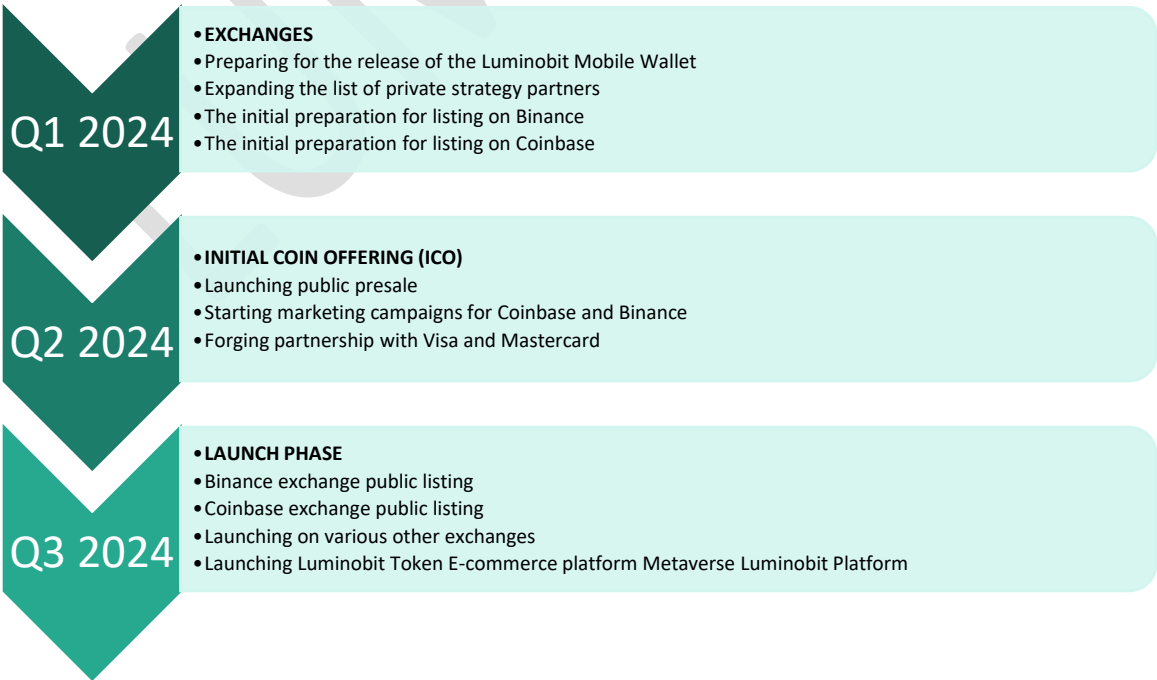 Q1 2024
•EXCHANGES
•Preparing for the release of the Luminobit Mobile Wallet
•Expanding the list of private strategy partners
•The initial preparation for listing on Binance
•The initial preparation for listing on Coinbase
Q2 2024
•INITIAL COIN OFFERING (ICO)
•Launching public presale
•Starting marketing campaigns for Coinbase and Binance
•Forging partnership with Visa and Mastercard
Q3 2024
•LAUNCH PHASE
•Binance exchange public listing
•Coinbase exchange public listing
•Launching on various other exchanges
•Launching Luminobit Token E-commerce platform Metaverse Luminobit Platform